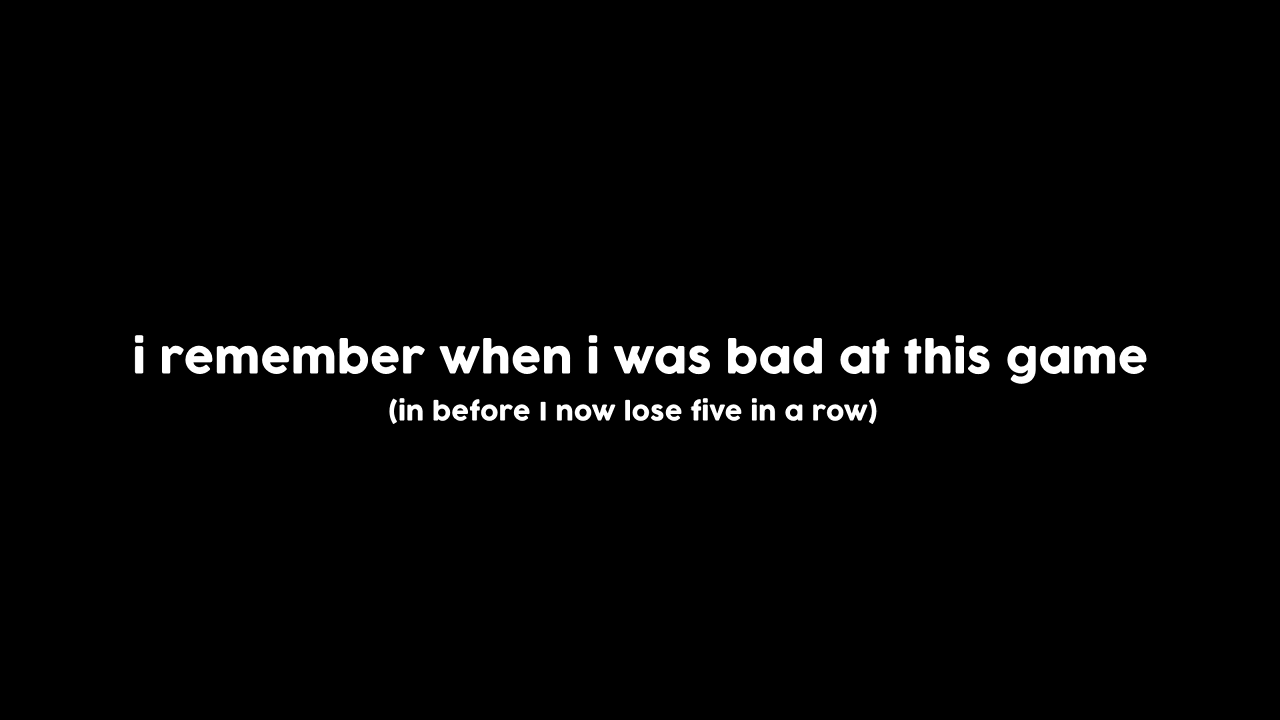 i remember when i was bad at this game
(in before I now lose five in a row)